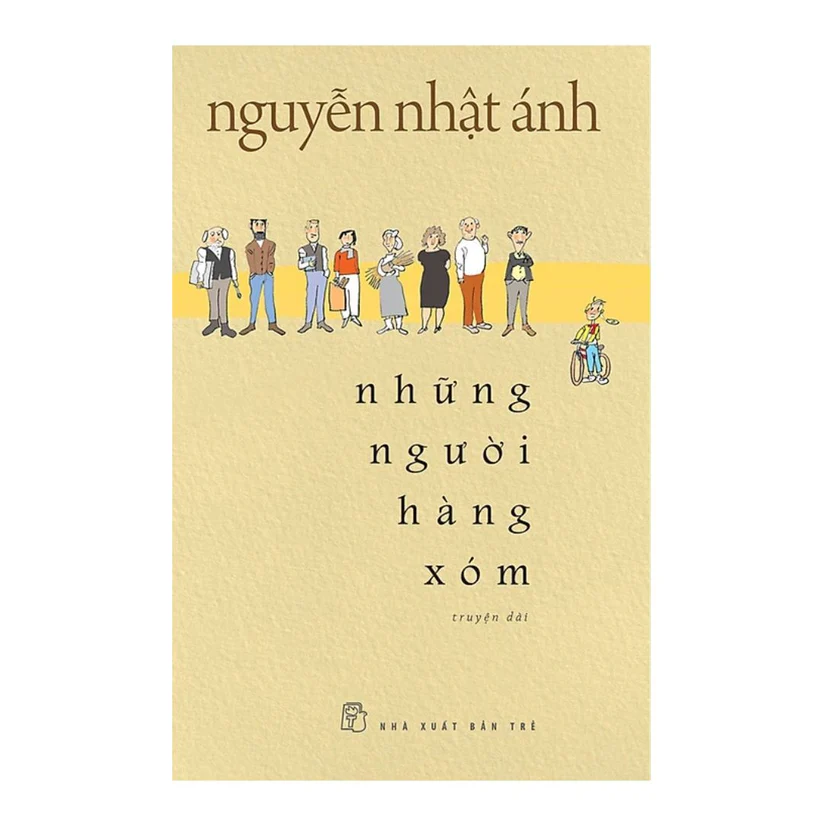 nguyễn nhật ánh
những
người
hàng
xóm
truyện dài
NHÀ XUẤT BẢN TRẺ